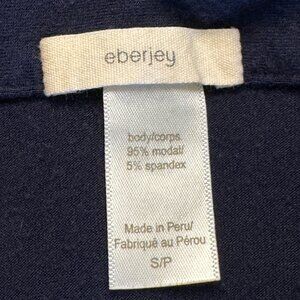 eberjey
body/corps
95% modal/
5% spandex
Made in Peru/
Fabriqué au Pérou
S/P